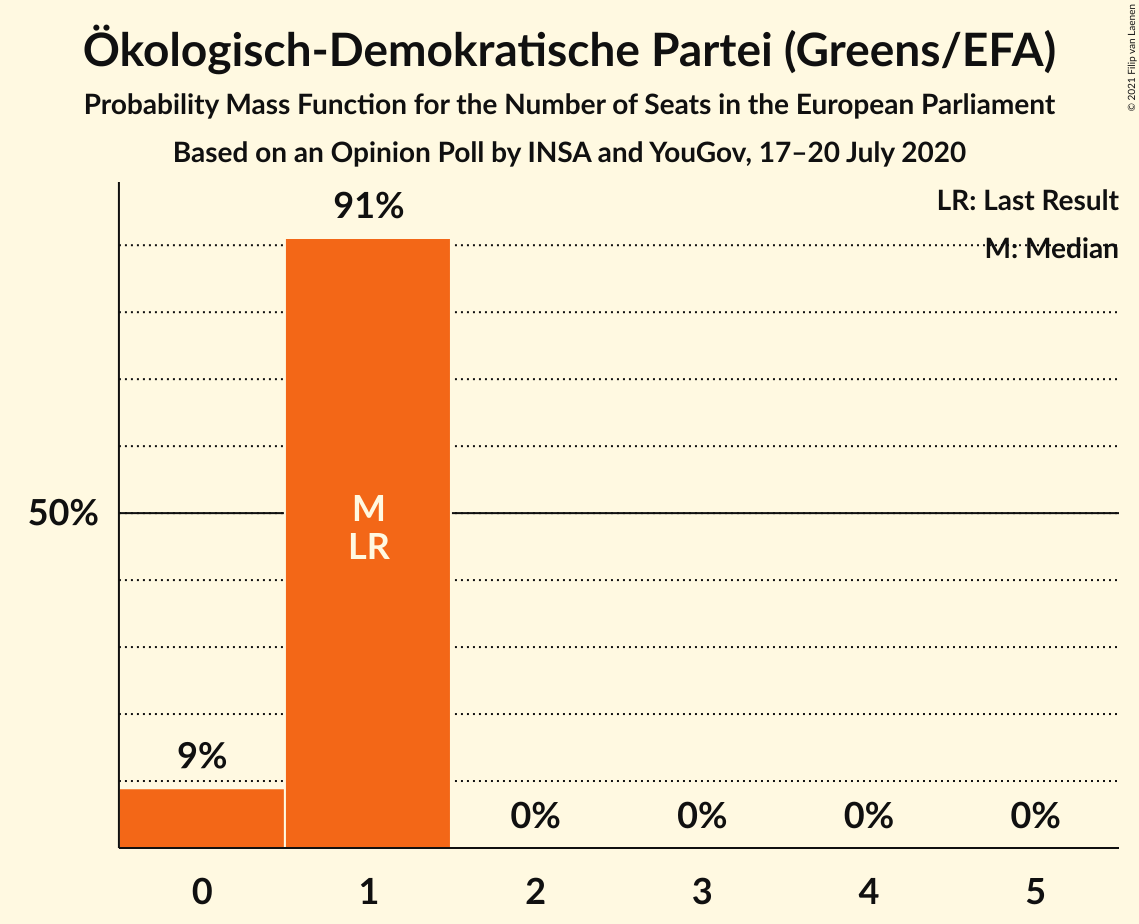 Ökologisch-Demokratische Partei (Greens/EFA)
Probability Mass Function for the Number of Seats in the European Parliament
Based on an Opinion Poll by INSA and YouGov, 17–20 July 2020
© 2021 Filip van Laenen
LR: Last Result
M: Median
91%
50%
M
LR
9%
0% 0% 0% 0%
0 1 2 3 4 5